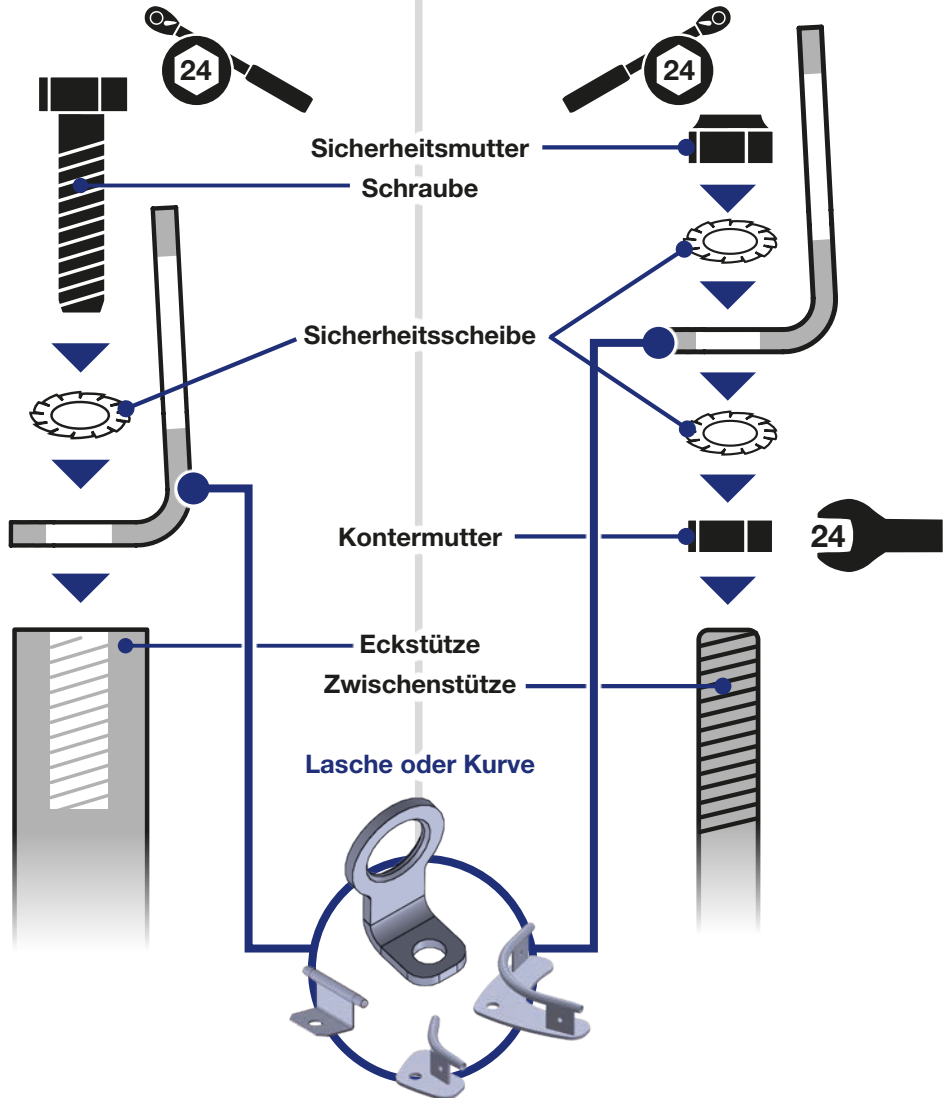 24
24
Sicherheitsmutter
Schraube
Sicherheitsscheibe
Kontermutter
24
Eckstütze
Zwischenstütze
Lasche oder Kurve